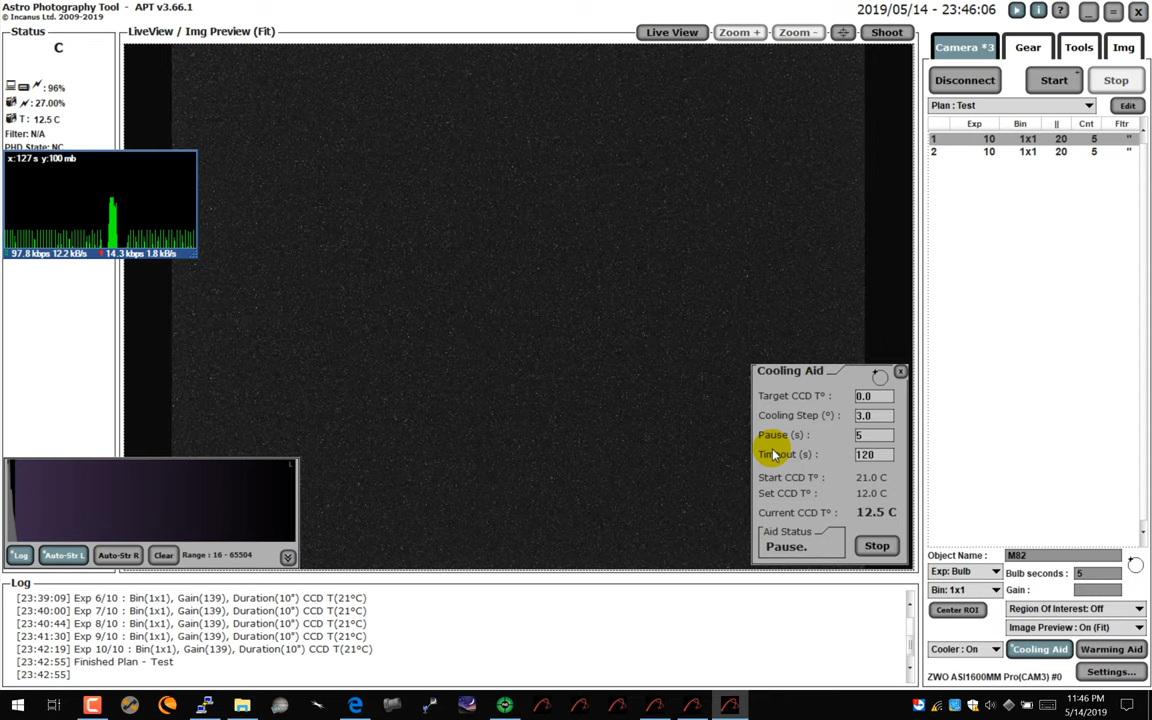 Astro Photography Tool - APT v3.66.1
© Incanus Ltd. 2009-2019
2019/05/14 - 23:46:06
Status
C
: 96%
: 27.00%
T : 12.5 C
Filter: N/A
PHD State: NC
x:127 s y:100 mb
97.8 kbps 12.2 kB/s 14.3 kbps 1.8 kB/s
LiveView / Img Preview (Fit)
Live View
Zoom +
Zoom -
Shoot
Camera *3
Gear
Tools
Img
Disconnect
Start
Stop
Plan : Test
Edit
Exp Bin || Cnt Fltr
1 10 1x1 20 5 "
2 10 1x1 20 5 "
Cooling Aid
Target CCD T° : 0.0
Cooling Step (°) : 3.0
Pause (s) : 5
Timeout (s) : 120
Start CCD T° : 21.0 C
Set CCD T° : 12.0 C
Current CCD T° : 12.5 C
Aid Status
Pause.
Stop
L
*Log
*Auto-Str L
Auto-Str R
Clear
Range : 16 - 65504
Log
[23:39:09] Exp 6/10 : Bin(1x1), Gain(139), Duration(10") CCD T(21°C)
[23:40:00] Exp 7/10 : Bin(1x1), Gain(139), Duration(10") CCD T(21°C)
[23:40:44] Exp 8/10 : Bin(1x1), Gain(139), Duration(10") CCD T(21°C)
[23:41:30] Exp 9/10 : Bin(1x1), Gain(139), Duration(10") CCD T(21°C)
[23:42:19] Exp 10/10 : Bin(1x1), Gain(139), Duration(10") CCD T(21°C)
[23:42:55] Finished Plan - Test
[23:42:55]
Object Name : M82
Exp: Bulb
Bulb seconds : 5
Bin: 1x1
Gain :
Center ROI
Region Of Interest: Off
Image Preview : On (Fit)
Cooler : On
*Cooling Aid
Warming Aid
ZWO ASI1600MM Pro(CAM3) #0
Settings...
11:46 PM
5/14/2019